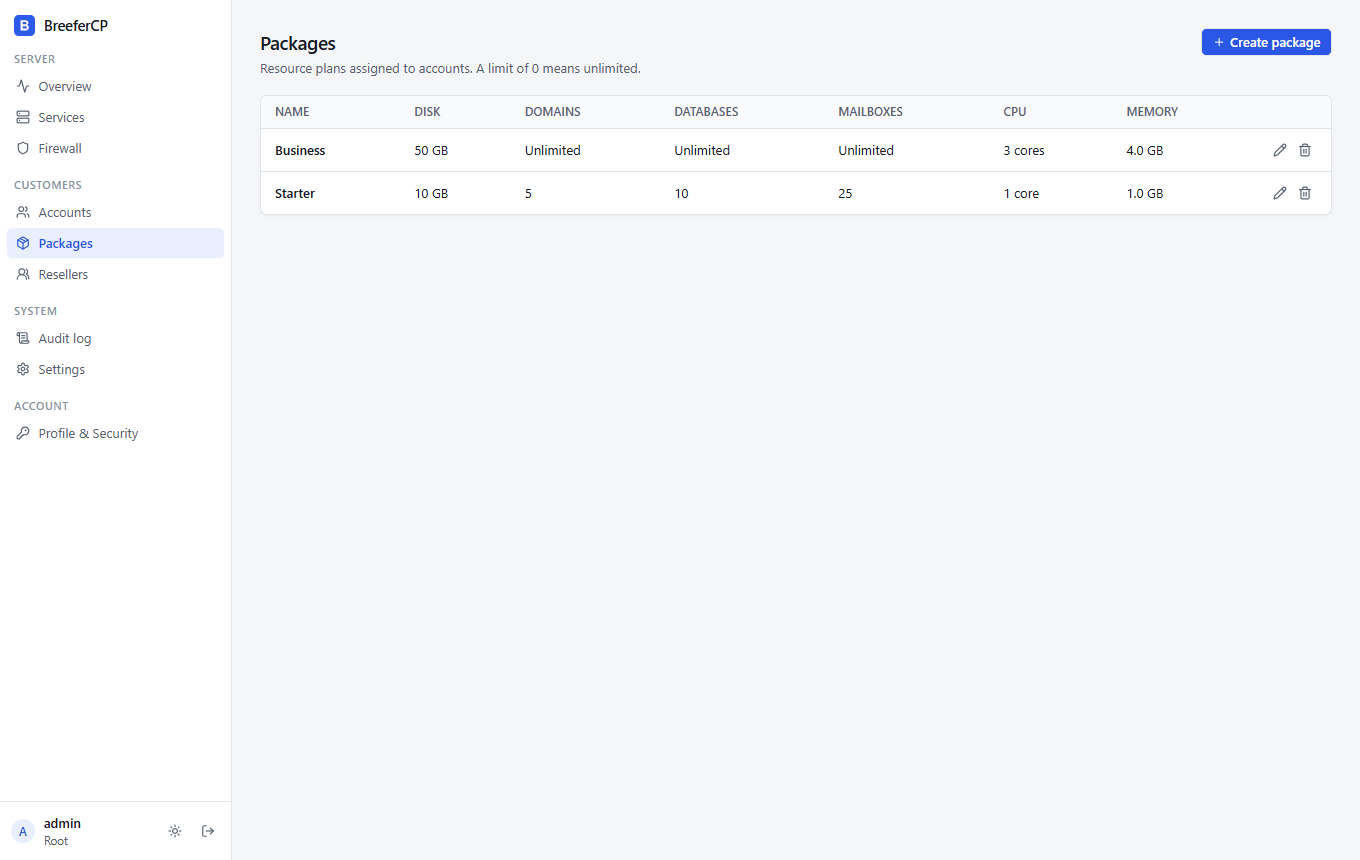 B BreeferCP
SERVER
Overview
Services
Firewall
CUSTOMERS
Accounts
Packages
Resellers
SYSTEM
Audit log
Settings
ACCOUNT
Profile & Security
A admin
Root
Packages
Resource plans assigned to accounts. A limit of 0 means unlimited.
+ Create package
NAME DISK DOMAINS DATABASES MAILBOXES CPU MEMORY
Business 50 GB Unlimited Unlimited Unlimited 3 cores 4.0 GB
Starter 10 GB 5 10 25 1 core 1.0 GB